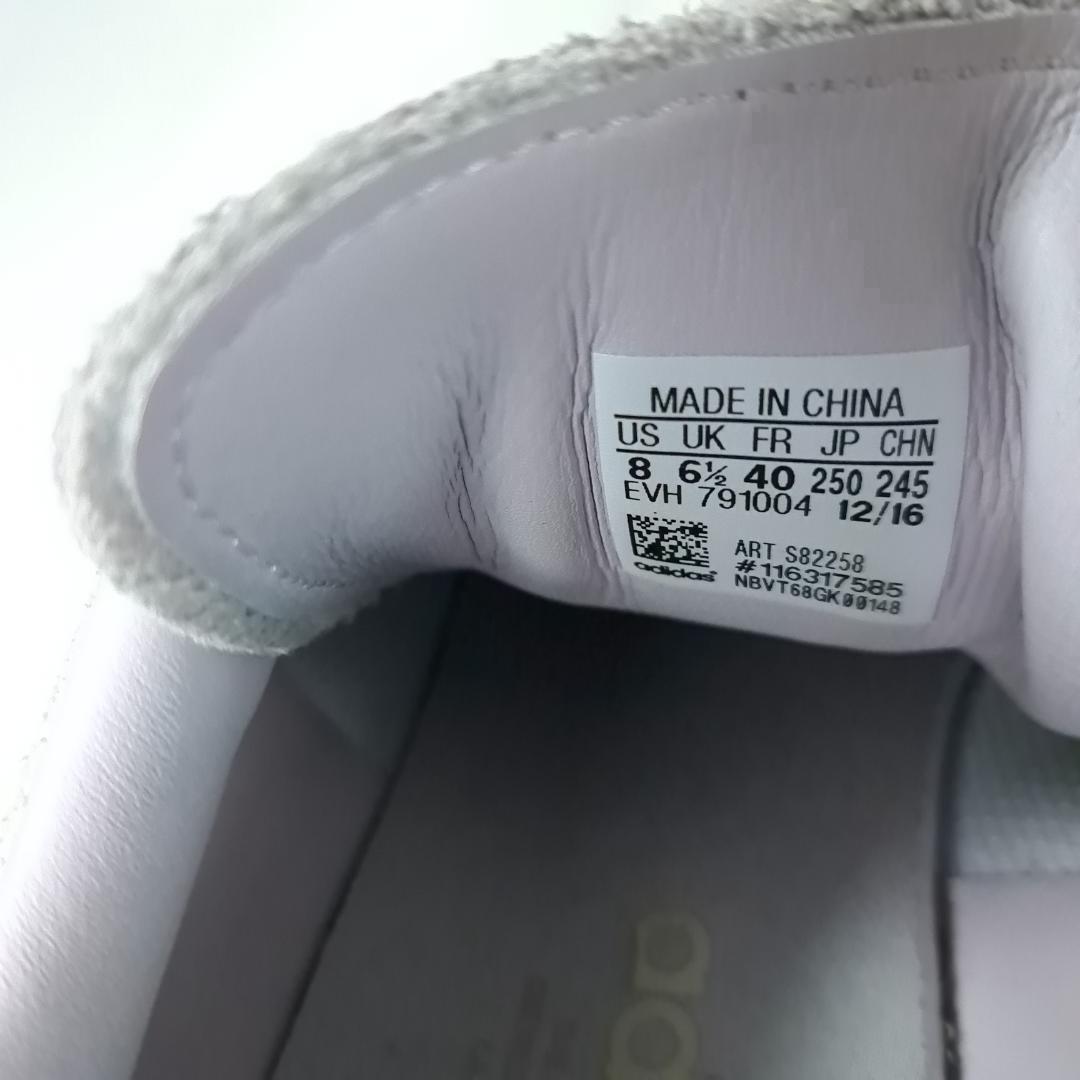 MADE IN CHINA
US UK FR JP CHN
8 6½ 40 250 245
EVH 791004 12/16
ART S82258
#116317585
adidas
NBVT68GK00148